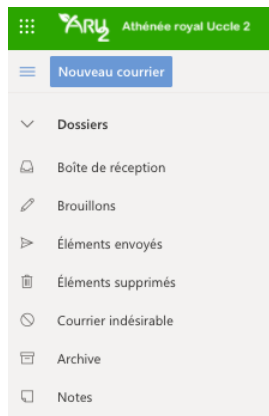 ARU2 Athénée royal Uccle 2
Nouveau courrier
Dossiers
Boîte de réception
Brouillons
Éléments envoyés
Éléments supprimés
Courrier indésirable
Archive
Notes